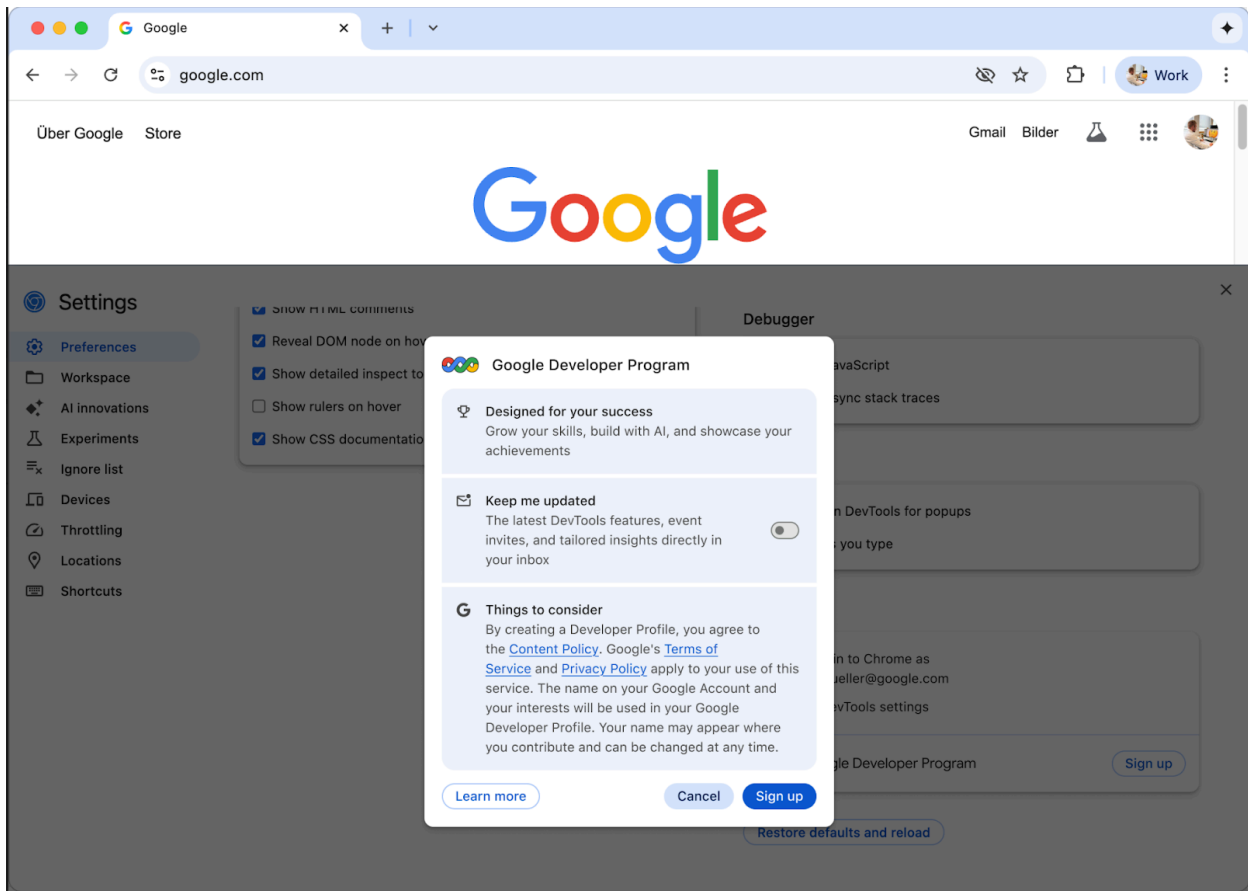 Google
google.com
Work
Über Google Store
Gmail Bilder
Google
Settings
Preferences
Workspace
AI innovations
Experiments
Ignore list
Devices
Throttling
Locations
Shortcuts
Show HTML comments
Reveal DOM node on hov
Show detailed inspect to
Show rulers on hover
Show CSS documentatio
Debugger
avaScript
sync stack traces
n DevTools for popups
you type
in to Chrome as
ueller@google.com
evTools settings
gle Developer Program
Sign up
Restore defaults and reload
Google Developer Program
Designed for your success
Grow your skills, build with AI, and showcase your
achievements
Keep me updated
The latest DevTools features, event
invites, and tailored insights directly in
your inbox
Things to consider
By creating a Developer Profile, you agree to
the Content Policy. Google's Terms of
Service and Privacy Policy apply to your use of this
service. The name on your Google Account and
your interests will be used in your Google
Developer Profile. Your name may appear where
you contribute and can be changed at any time.
Learn more
Cancel
Sign up